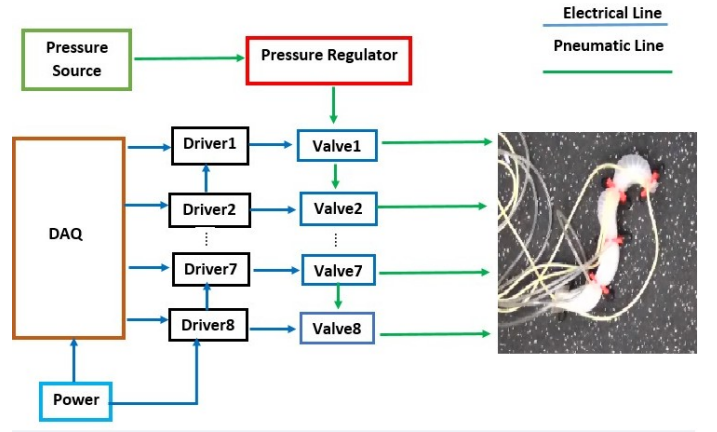 Electrical Line
Pneumatic Line
Pressure
Source
Pressure Regulator
DAQ
Driver1
Valve1
Driver2
Valve2
Driver7
Valve7
Driver8
Valve8
Power